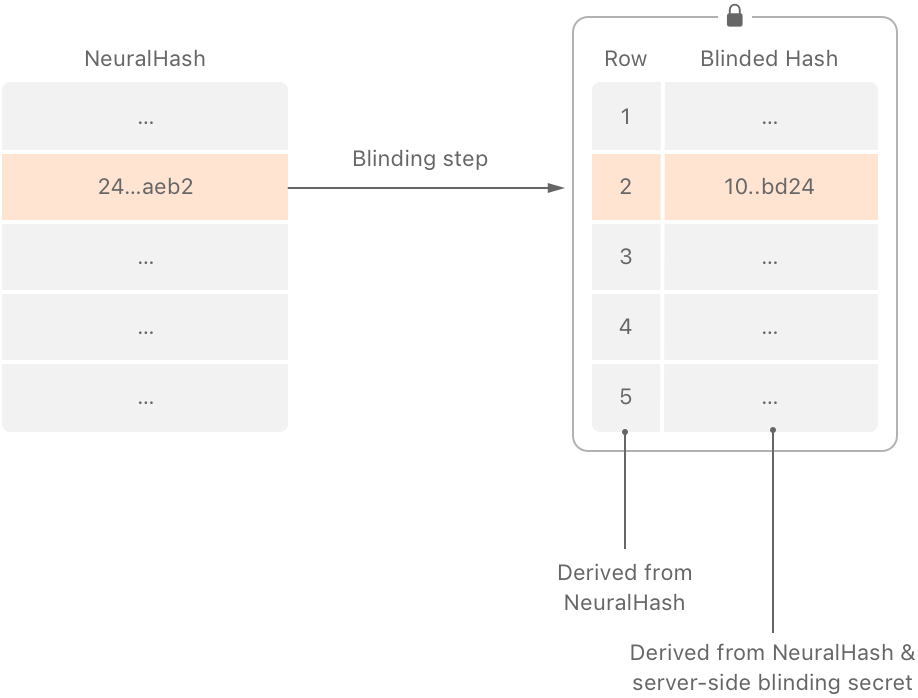 NeuralHash
...
24...aeb2
...
...
...
Blinding step
Row Blinded Hash
1 ...
2 10..bd24
3 ...
4 ...
5 ...
Derived from
NeuralHash
Derived from NeuralHash &
server-side blinding secret